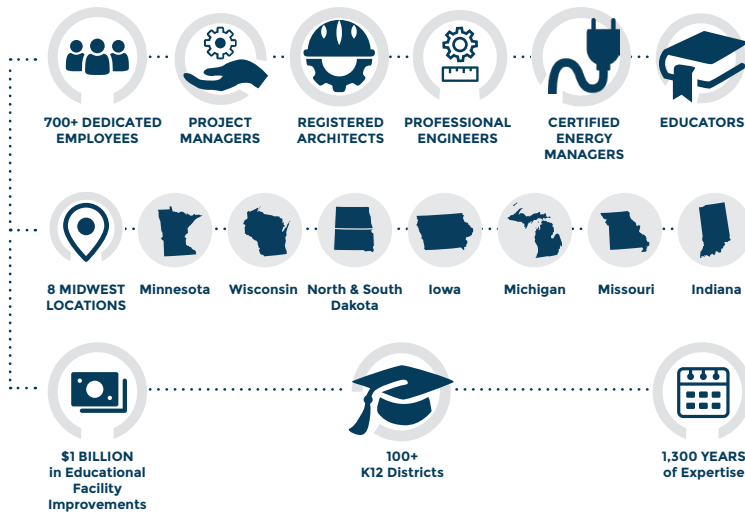 700+ DEDICATED
EMPLOYEES
PROJECT
MANAGERS
REGISTERED
ARCHITECTS
PROFESSIONAL
ENGINEERS
CERTIFIED
ENERGY
MANAGERS
EDUCATORS
8 MIDWEST
LOCATIONS
Minnesota
Wisconsin
North & South
Dakota
Iowa
Michigan
Missouri
Indiana
$1 BILLION
in Educational
Facility
Improvements
100+
K12 Districts
1,300 YEARS
of Expertise